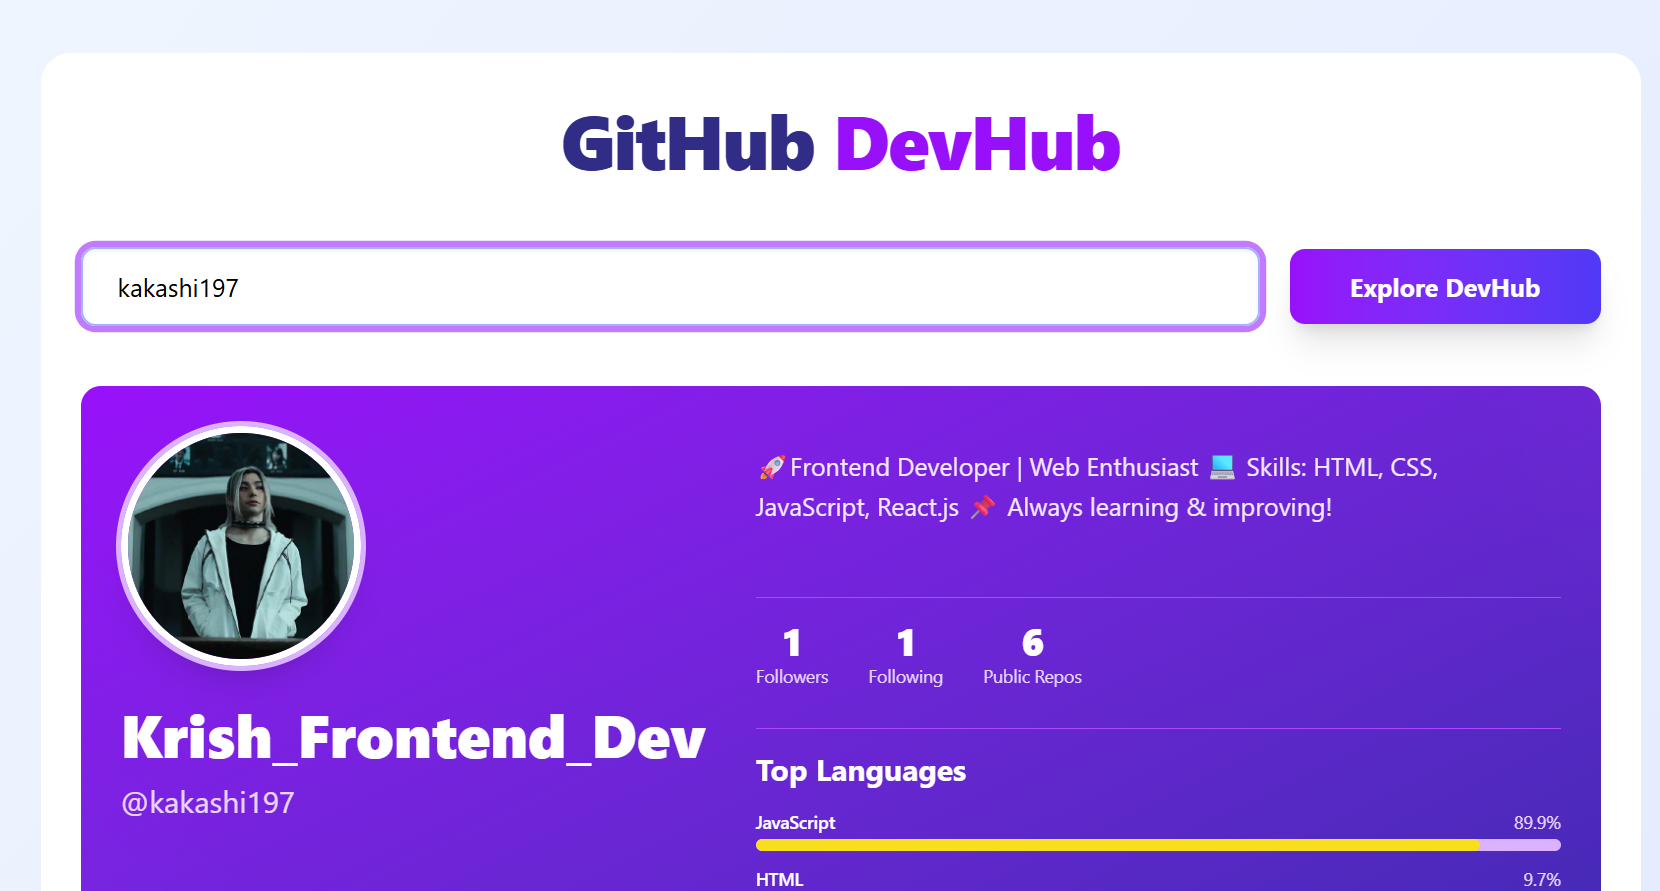 GitHub DevHub
kakashi197
Explore DevHub
🚀Frontend Developer | Web Enthusiast 💻 Skills: HTML, CSS,
JavaScript, React.js 📌 Always learning & improving!
1
Followers
1
Following
6
Public Repos
Krish_Frontend_Dev
@kakashi197
Top Languages
JavaScript 89.9%
HTML 9.7%